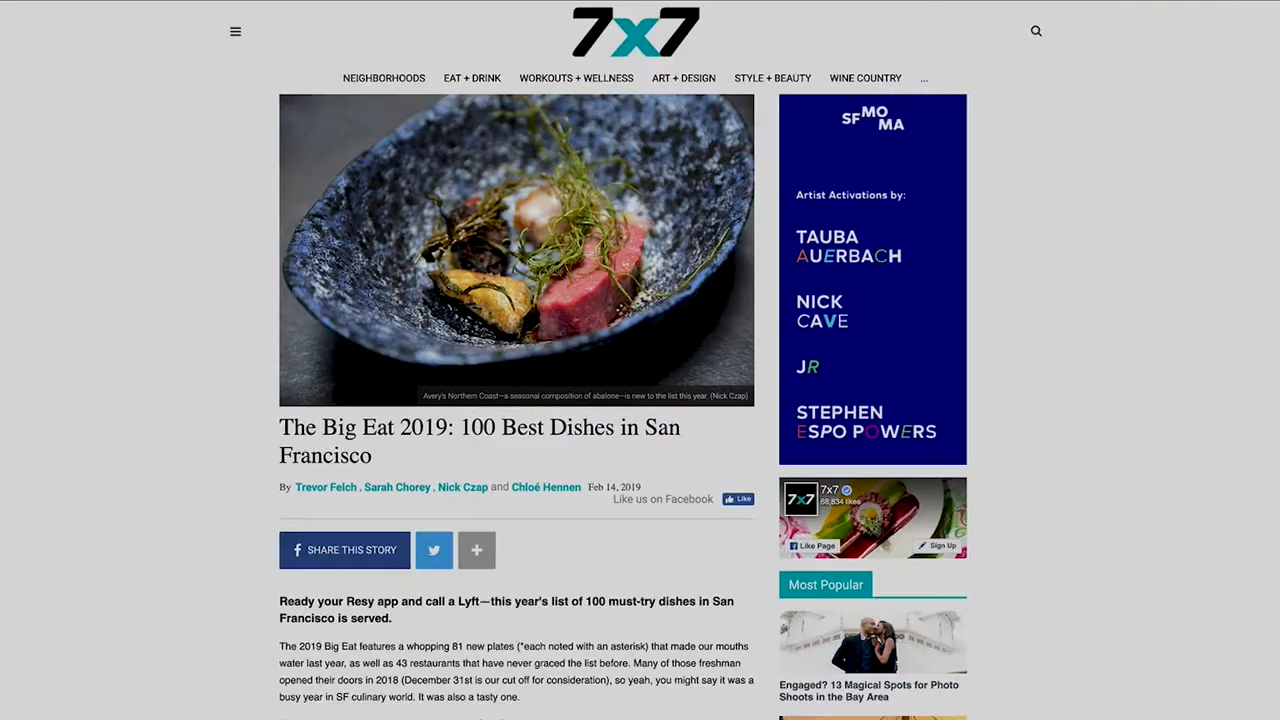 7x7
NEIGHBORHOODS EAT + DRINK WORKOUTS + WELLNESS ART + DESIGN STYLE + BEAUTY WINE COUNTRY ...
Avery's Northern Coast—a seasonal composition of abalone—is new to the list this year. (Nick Czap)
The Big Eat 2019: 100 Best Dishes in San
Francisco
By Trevor Felch , Sarah Chorey , Nick Czap and Chloé Hennen Feb 14, 2019
Like us on Facebook Like
SHARE THIS STORY
Ready your Resy app and call a Lyft—this year's list of 100 must-try dishes in San
Francisco is served.
The 2019 Big Eat features a whopping 81 new plates (*each noted with an asterisk) that made our mouths
water last year, as well as 43 restaurants that have never graced the list before. Many of those freshman
opened their doors in 2018 (December 31st is our cut off for consideration), so yeah, you might say it was a
busy year in SF culinary world. It was also a tasty one.
SFMOMA
Artist Activations by:
TAUBA
AUERBACH
NICK
CAVE
JR
STEPHEN
ESPO POWERS
7x7
7x7
68,834 likes
Like Page Sign Up
Most Popular
Engaged? 13 Magical Spots for Photo
Shoots in the Bay Area